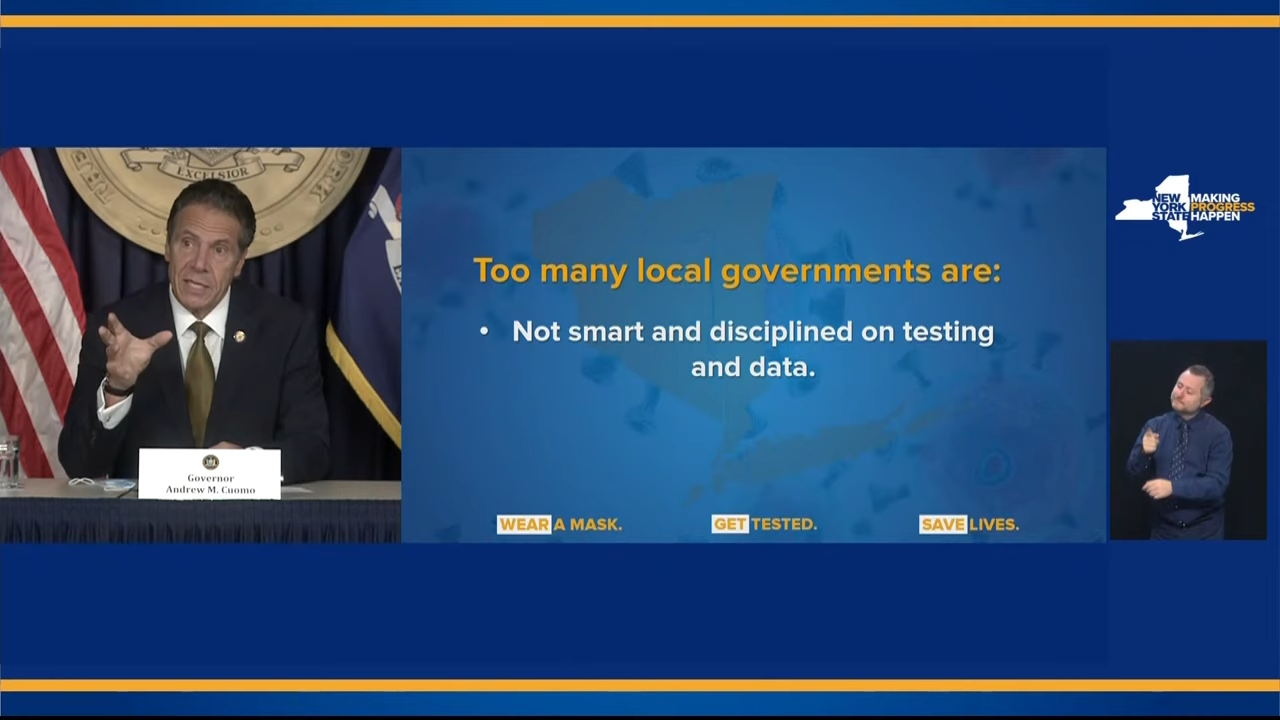 EXCELSIOR
Governor
Andrew M. Cuomo
Too many local governments are:
• Not smart and disciplined on testing
and data.
WEAR A MASK.
GET TESTED.
SAVE LIVES.
NEW
YORK
STATE
MAKING
PROGRESS
HAPPEN